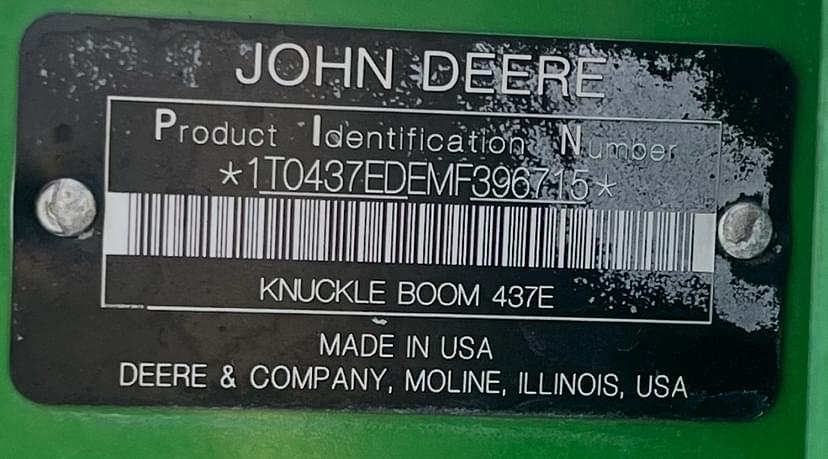 JOHN DEERE
Product Identification Number
*1T0437EDEMF396715*
KNUCKLE BOOM 437E
MADE IN USA
DEERE & COMPANY, MOLINE, ILLINOIS, USA